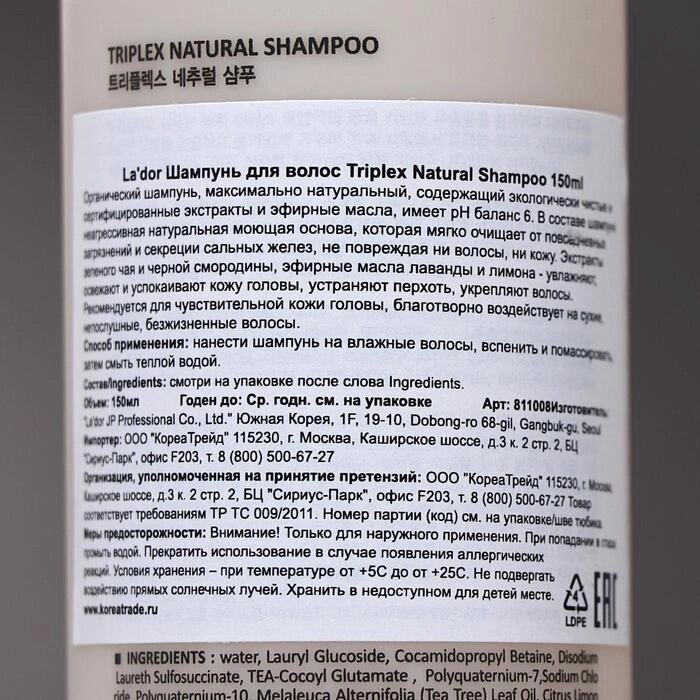 TRIPLEX NATURAL SHAMPOO
트리플렉스 네추럴 샴푸
La'dor Шампунь для волос Triplex Natural Shampoo 150ml
Органический шампунь, максимально натуральный, содержащий экологически чистые и
сертифицированные экстракты и эфирные масла, имеет pH баланс 6. В составе шампуня
неагрессивная натуральная моющая основа, которая мягко очищает от повседневных
загрязнений и секреции сальных желез, не повреждая ни волосы, ни кожу. Экстракты
зеленого чая и черной смородины, эфирные масла лаванды и лимона - увлажняют,
освежают и успокаивают кожу головы, устраняют перхоть, укрепляют волосы.
Рекомендуется для чувствительной кожи головы, благотворно воздействует на сухие,
непослушные, безжизненные волосы.
Способ применения: нанести шампунь на влажные волосы, вспенить и помассировать,
затем смыть теплой водой.
Состав/Ingredients: смотри на упаковке после слова Ingredients.
Объем: 150мл Годен до: Ср. годн. см. на упаковке Арт: 811008Изготовитель:
"La'dor JP Professional Co., Ltd." Южная Корея, 1F, 19-10, Dobong-ro 68-gil, Gangbuk-gu, Seoul
Импортер: ООО "КореаТрейд" 115230, г. Москва, Каширское шоссе, д.3 к. 2 стр. 2, БЦ
"Сириус-Парк", офис F203, т. 8 (800) 500-67-27
Организация, уполномоченная на принятие претензий: ООО "КореаТрейд" 115230, г. Москва,
Каширское шоссе, д.3 к. 2 стр. 2, БЦ "Сириус-Парк", офис F203, т. 8 (800) 500-67-27 Товар
соответствует требованиям ТР ТС 009/2011. Номер партии (код) см. на упаковке/шве тюбика.
Меры предосторожности: Внимание! Только для наружного применения. При попадании в глаза
промыть водой. Прекратить использование в случае появления аллергических
реакций. Условия хранения – при температуре от +5С до от +25С. Не подвергать
воздействию прямых солнечных лучей. Хранить в недоступном для детей месте.
www.koreatrade.ru
4
LDPE
EAC
INGREDIENTS : water, Lauryl Glucoside, Cocamidopropyl Betaine, Disodium
Laureth Sulfosuccinate, TEA-Cocoyl Glutamate , Polyquaternium-7,Sodium Chlo
ride, Polyquaternium-10, Melaleuca Alternifolia (Tea Tree) Leaf Oil, Citrus Limon